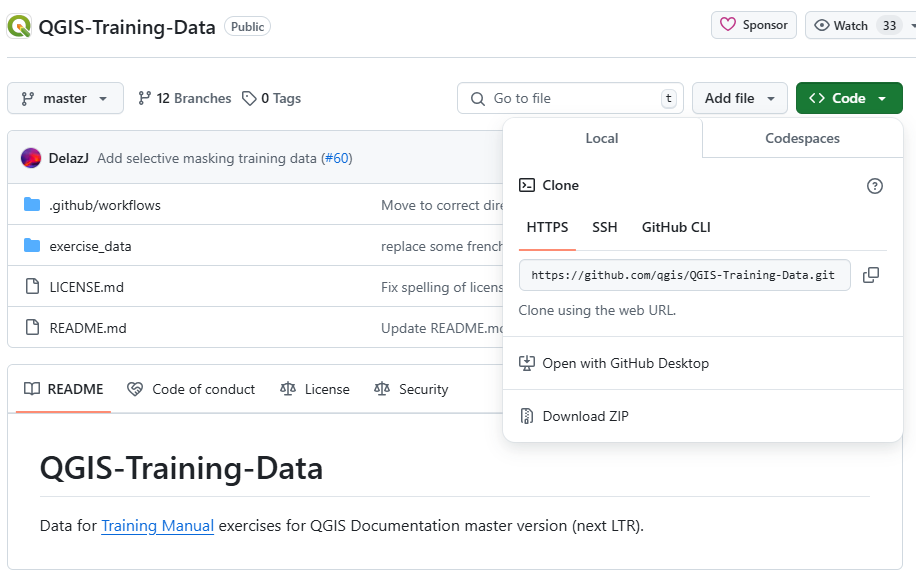 QGIS-Training-Data Public Sponsor Watch 33
master 12 Branches 0 Tags Go to file t Add file Code
Local Codespaces
DelazJ Add selective masking training data (#60)
Clone
.github/workflows Move to correct dire
HTTPS SSH GitHub CLI
exercise_data replace some french
https://github.com/qgis/QGIS-Training-Data.git
LICENSE.md Fix spelling of licens
Clone using the web URL.
README.md Update README.md
Open with GitHub Desktop
README Code of conduct License Security
Download ZIP
QGIS-Training-Data
Data for Training Manual exercises for QGIS Documentation master version (next LTR).